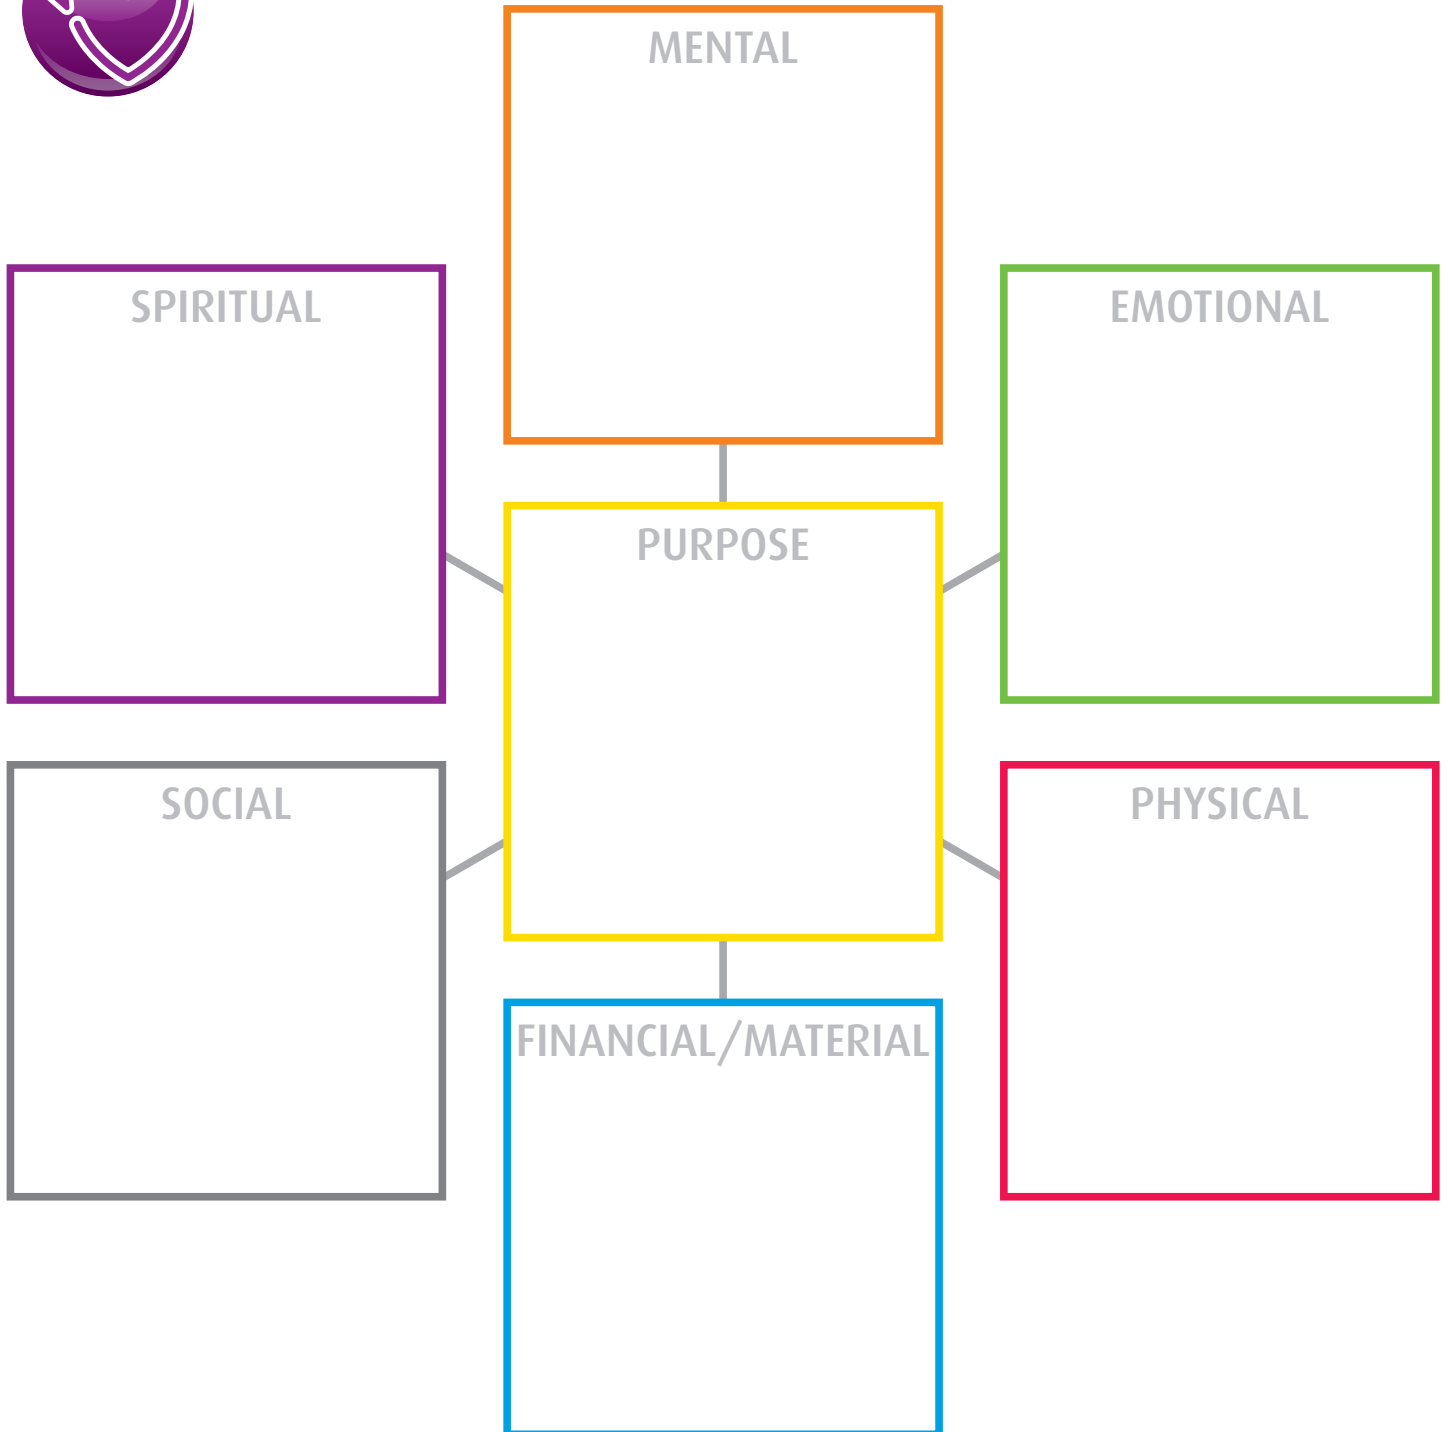 MENTAL
SPIRITUAL
EMOTIONAL
PURPOSE
SOCIAL
PHYSICAL
FINANCIAL/MATERIAL